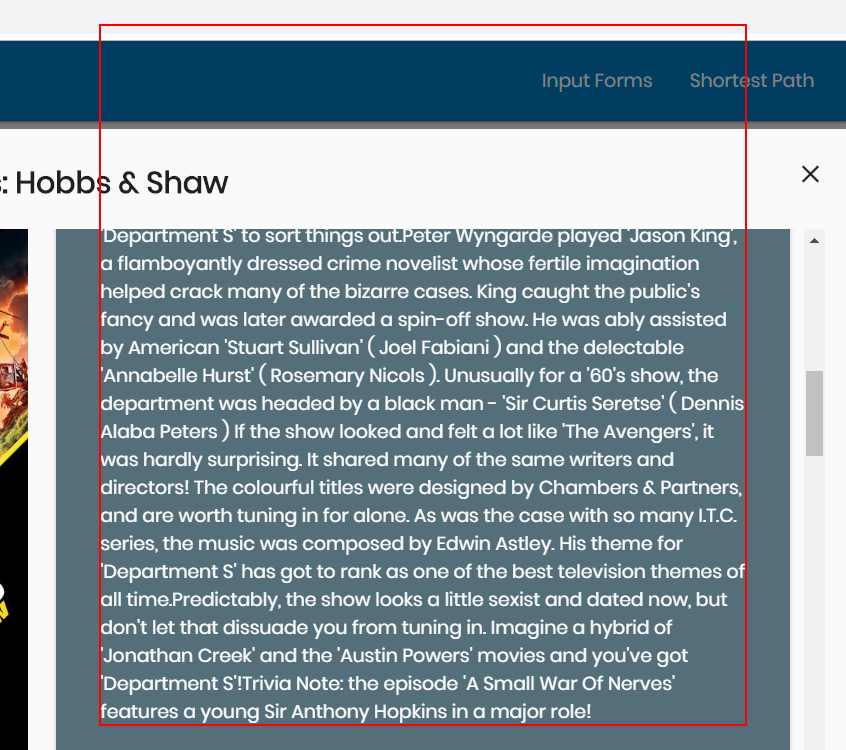 Input Forms Shortest Path
s: Hobbs & Shaw
'Department S' to sort things out.Peter Wyngarde played 'Jason King',
a flamboyantly dressed crime novelist whose fertile imagination
helped crack many of the bizarre cases. King caught the public's
fancy and was later awarded a spin-off show. He was ably assisted
by American 'Stuart Sullivan' ( Joel Fabiani ) and the delectable
'Annabelle Hurst' ( Rosemary Nicols ). Unusually for a '60's show, the
department was headed by a black man - 'Sir Curtis Seretse' ( Dennis
Alaba Peters ) If the show looked and felt a lot like 'The Avengers', it
was hardly surprising. It shared many of the same writers and
directors! The colourful titles were designed by Chambers & Partners,
and are worth tuning in for alone. As was the case with so many I.T.C.
series, the music was composed by Edwin Astley. His theme for
'Department S' has got to rank as one of the best television themes of
all time.Predictably, the show looks a little sexist and dated now, but
don't let that dissuade you from tuning in. Imagine a hybrid of
'Jonathan Creek' and the 'Austin Powers' movies and you've got
'Department S'!Trivia Note: the episode 'A Small War Of Nerves'
features a young Sir Anthony Hopkins in a major role!